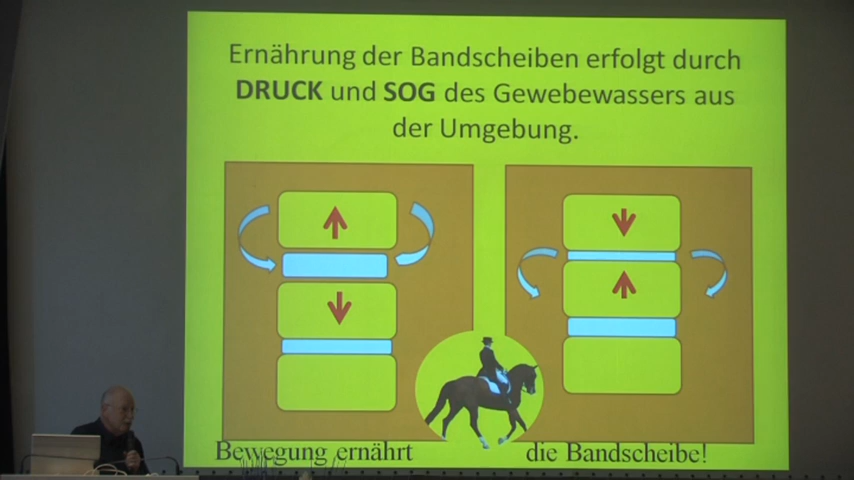 Ernährung der Bandscheiben erfolgt durch
DRUCK und SOG des Gewebewassers aus
der Umgebung.
Bewegung ernährt die Bandscheibe!